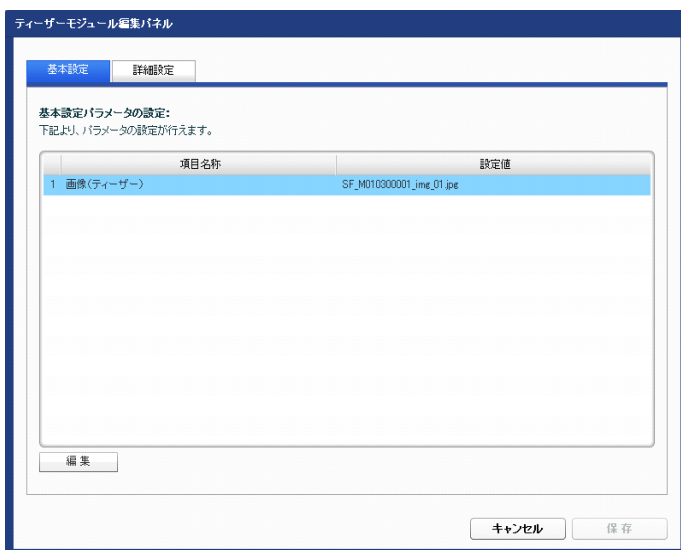 ティーザーモジュール編集パネル
基本設定 詳細設定
基本設定パラメータの設定:
下記より、パラメータの設定が行えます。
項目名称 設定値
1 画像(ティーザー) SF_M010300001_img_01.jpg
編集
キャンセル 保存